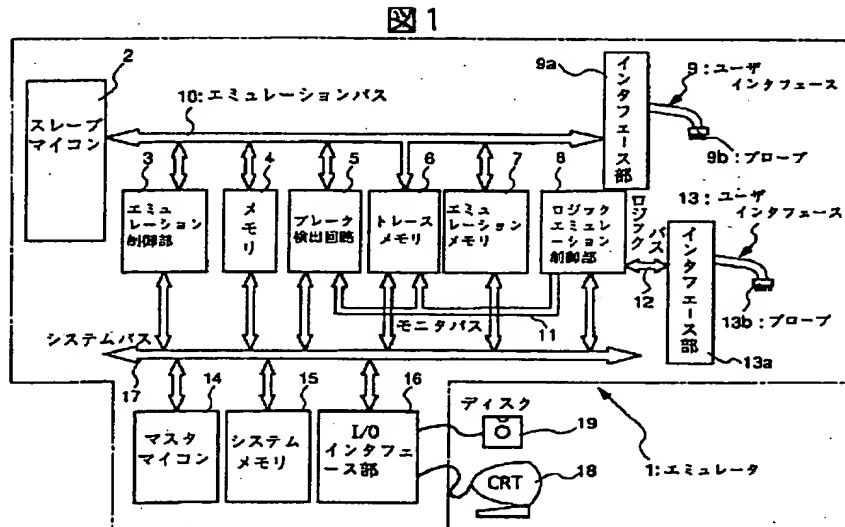 図1
2
スレーブ
マイコン
10:エミュレーションバス
9a
インタフェース部
9:ユーザ
インタフェース
9b:プローブ
3
エミュ
レーション
制御部
4
メモリ
5
ブレーク
検出回路
6
トレース
メモリ
7
エミュ
レーション
メモリ
8
ロジック
エミュレ
ーション
制御部
ロジックバス
12
13:ユーザ
インタフェース
インタフェース部
13b:プローブ
13a
モニタバス
11
システムバス
17
14
マスタ
マイコン
15
システム
メモリ
16
I/O
インタフ
ェース部
ディスク
19
CRT
18
1:エミュレータ